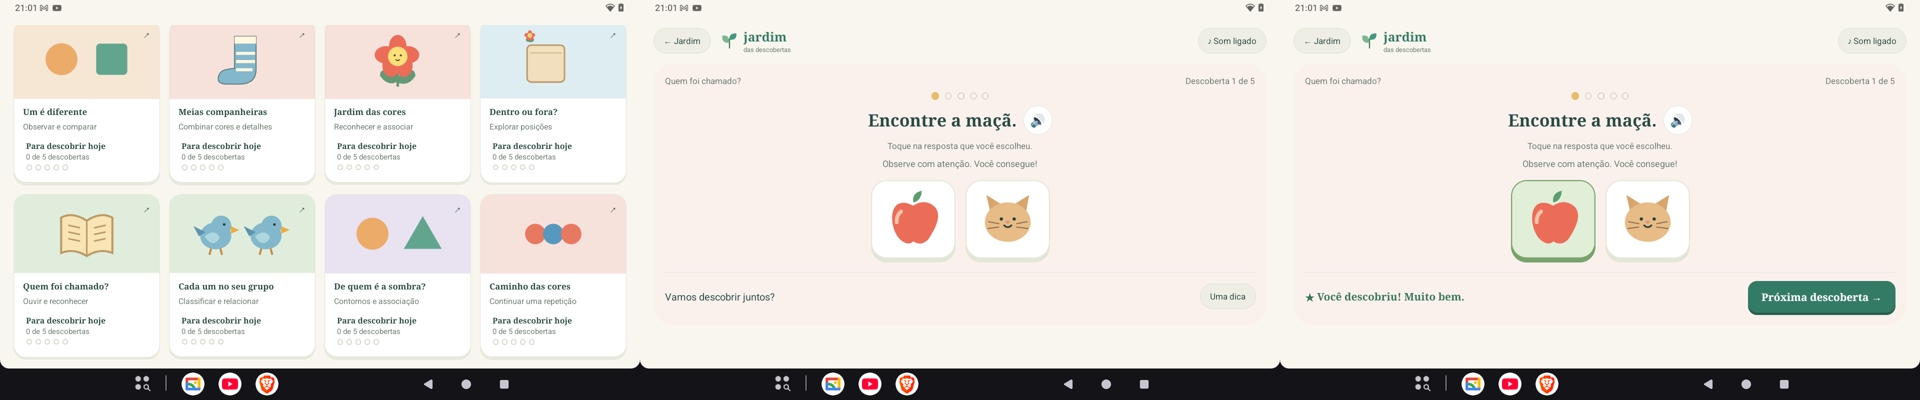 21:01
Um é diferente
Observar e comparar
Para descobrir hoje
0 de 5 descobertas
Meias companheiras
Combinar cores e detalhes
Para descobrir hoje
0 de 5 descobertas
Jardim das cores
Reconhecer e associar
Para descobrir hoje
0 de 5 descobertas
Dentro ou fora?
Explorar posições
Para descobrir hoje
0 de 5 descobertas
Quem foi chamado?
Ouvir e reconhecer
Para descobrir hoje
0 de 5 descobertas
Cada um no seu grupo
Classificar e relacionar
Para descobrir hoje
0 de 5 descobertas
De quem é a sombra?
Contornos e associação
Para descobrir hoje
0 de 5 descobertas
Caminho das cores
Continuar uma repetição
Para descobrir hoje
0 de 5 descobertas
21:01
← Jardim
jardim
das descobertas
♪ Som ligado
Quem foi chamado?
Descoberta 1 de 5
Encontre a maçã.
Toque na resposta que você escolheu.
Observe com atenção. Você consegue!
Vamos descobrir juntos?
Uma dica
21:01
← Jardim
jardim
das descobertas
♪ Som ligado
Quem foi chamado?
Descoberta 1 de 5
Encontre a maçã.
Toque na resposta que você escolheu.
Observe com atenção. Você consegue!
★ Você descobriu! Muito bem.
Próxima descoberta →